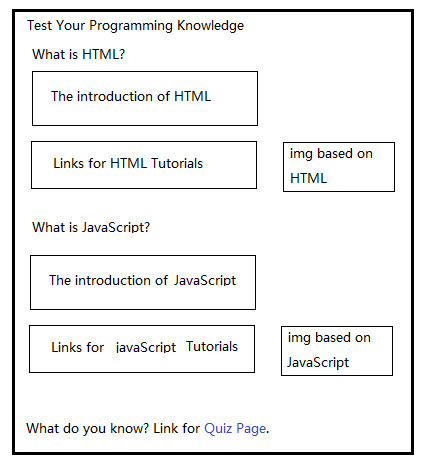 Test Your Programming Knowledge
What is HTML?
The introduction of HTML
Links for HTML Tutorials
img based on
HTML
What is JavaScript?
The introduction of JavaScript
Links for javaScript Tutorials
img based on
JavaScript
What do you know? Link for Quiz Page.